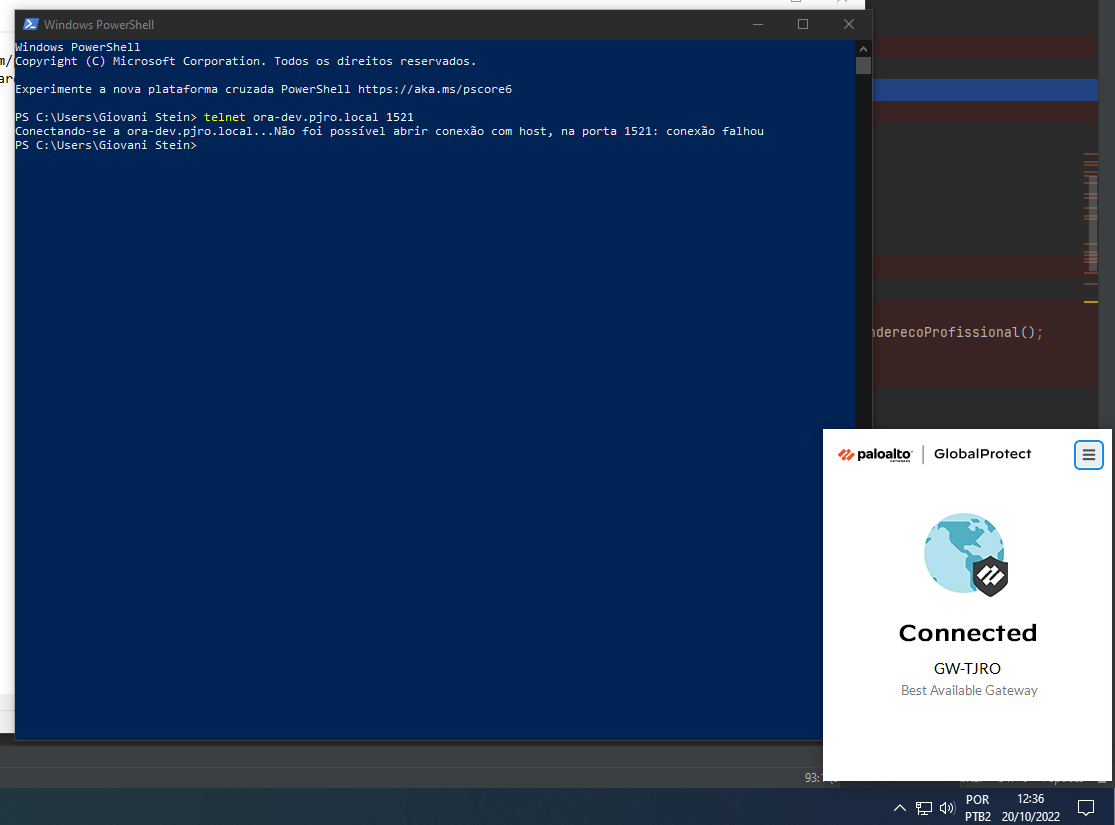 Windows PowerShell
Windows PowerShell
Copyright (C) Microsoft Corporation. Todos os direitos reservados.
Experimente a nova plataforma cruzada PowerShell https://aka.ms/pscore6
PS C:\Users\Giovani Stein> telnet ora-dev.pjro.local 1521
Conectando-se a ora-dev.pjro.local...Não foi possível abrir conexão com host, na porta 1521: conexão falhou
PS C:\Users\Giovani Stein>
nderecoProfissional();
paloalto
NETWORKS
GlobalProtect
Connected
GW-TJRO
Best Available Gateway
POR
PTB2
12:36
20/10/2022